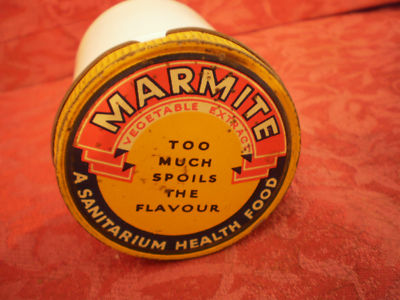 MARMITE
VEGETABLE EXTRACT
TOO
MUCH
SPOILS
THE
FLAVOUR
A SANITARIUM HEALTH FOOD